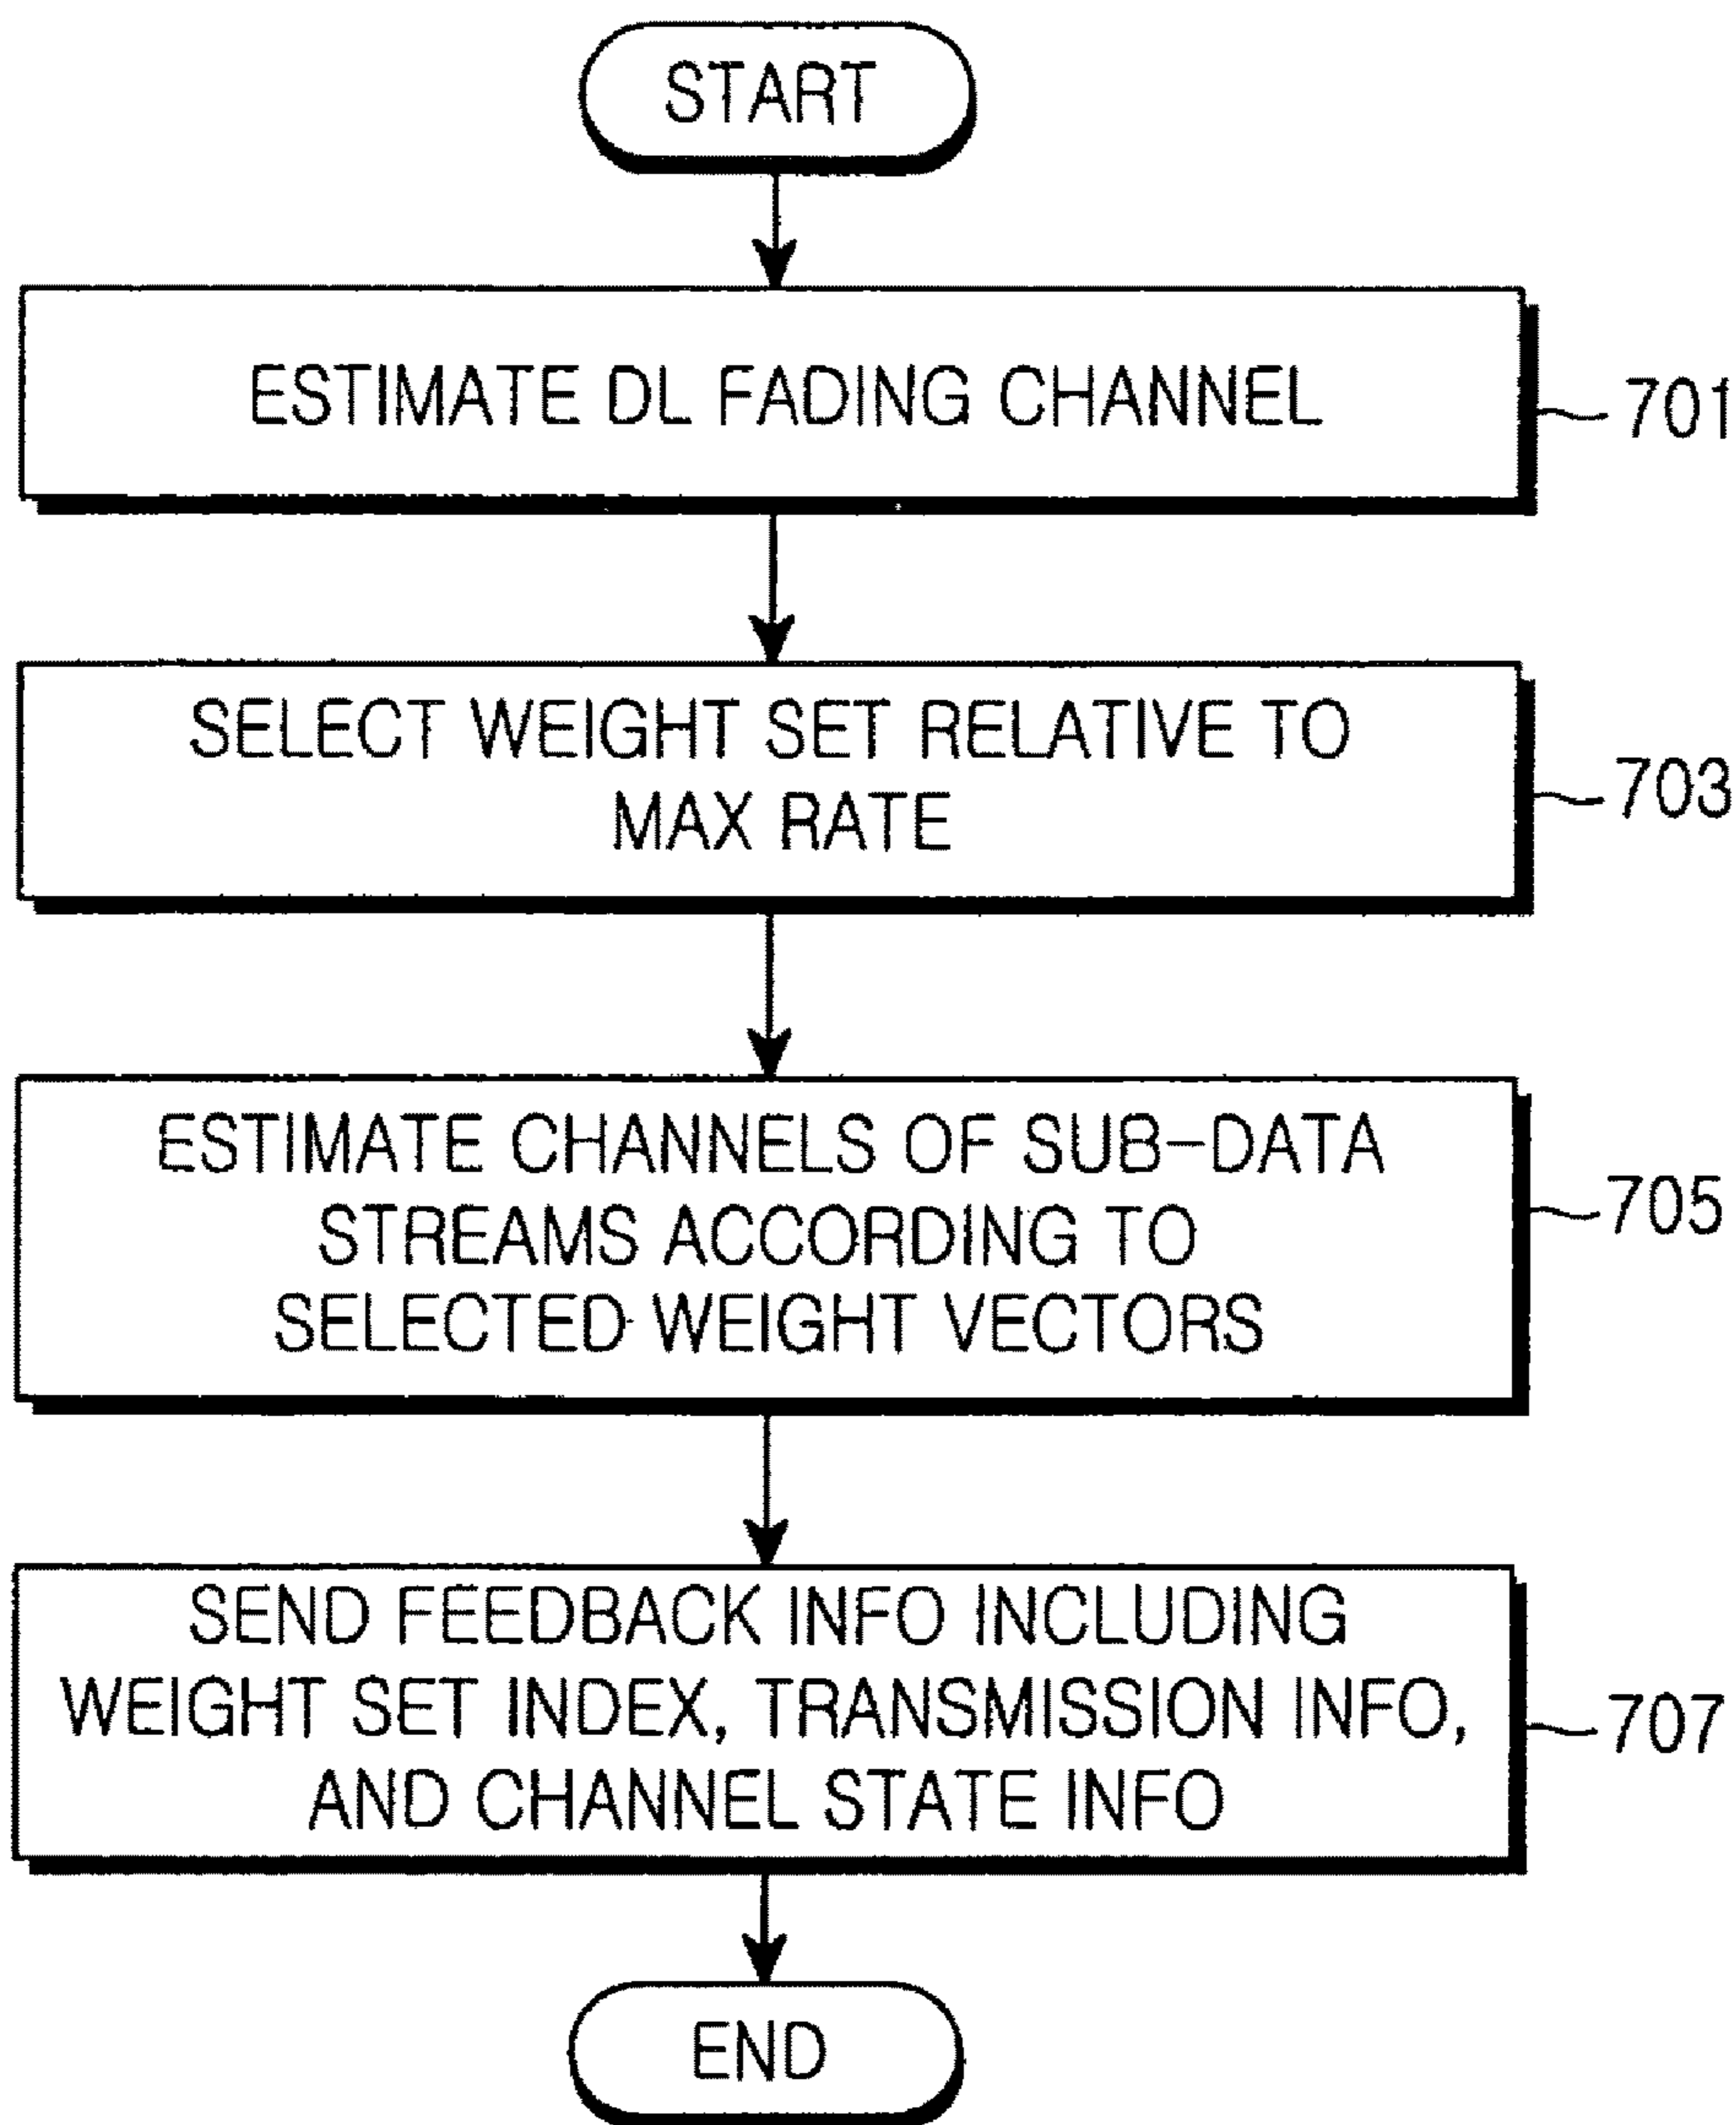 START
ESTIMATE DL FADING CHANNEL
701
SELECT WEIGHT SET RELATIVE TO
MAX RATE
703
ESTIMATE CHANNELS OF SUB-DATA
STREAMS ACCORDING TO
SELECTED WEIGHT VECTORS
705
SEND FEEDBACK INFO INCLUDING
WEIGHT SET INDEX, TRANSMISSION INFO,
AND CHANNEL STATE INFO
707
END